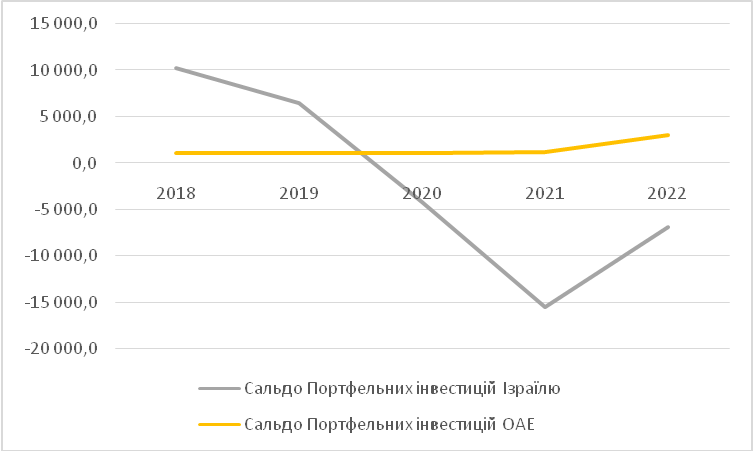 15 000,0
10 000,0
5 000,0
0,0
-5 000,0
-10 000,0
-15 000,0
-20 000,0
2018 2019 2020 2021 2022
Сальдо Портфельних інвестицій Ізраїлю
Сальдо Портфельних інвестицій ОАЕ